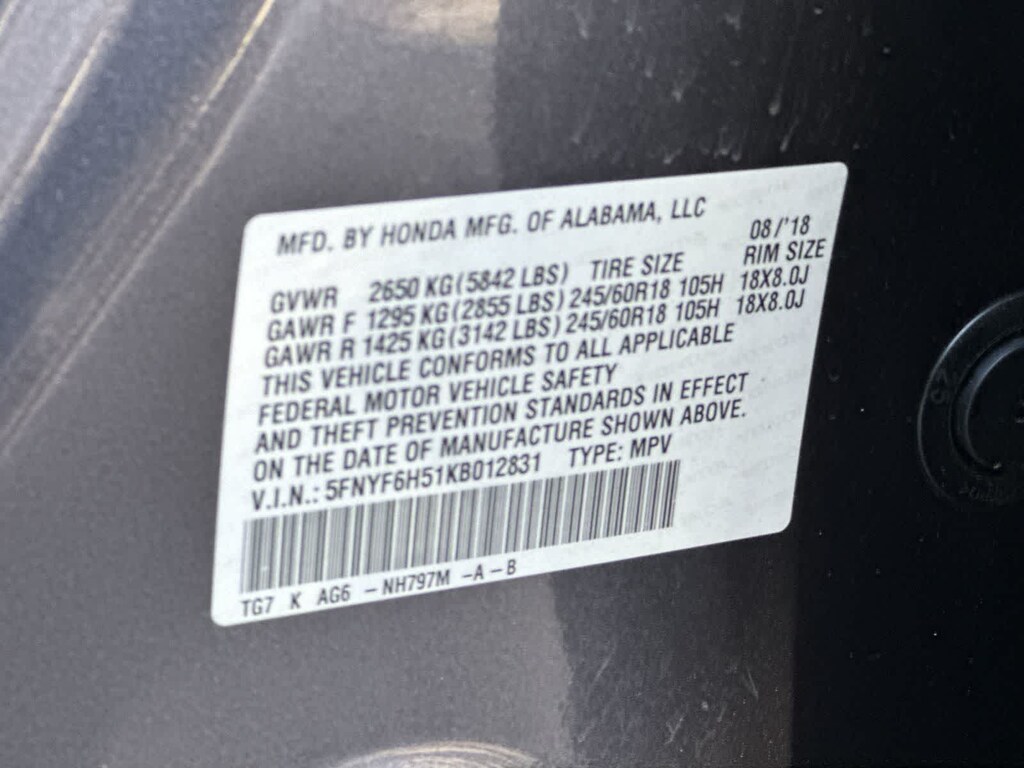 MFD. BY HONDA MFG. OF ALABAMA, LLC 08/'18
GVWR 2650 KG(5842 LBS) TIRE SIZE RIM SIZE
GAWR F 1295 KG(2855 LBS) 245/60R18 105H 18X8.0J
GAWR R 1425 KG(3142 LBS) 245/60R18 105H 18X8.0J
THIS VEHICLE CONFORMS TO ALL APPLICABLE
FEDERAL MOTOR VEHICLE SAFETY
AND THEFT PREVENTION STANDARDS IN EFFECT
ON THE DATE OF MANUFACTURE SHOWN ABOVE.
V.I.N.: 5FNYF6H51KB012831 TYPE: MPV
TG7 K AG6 -NH797M -A-B